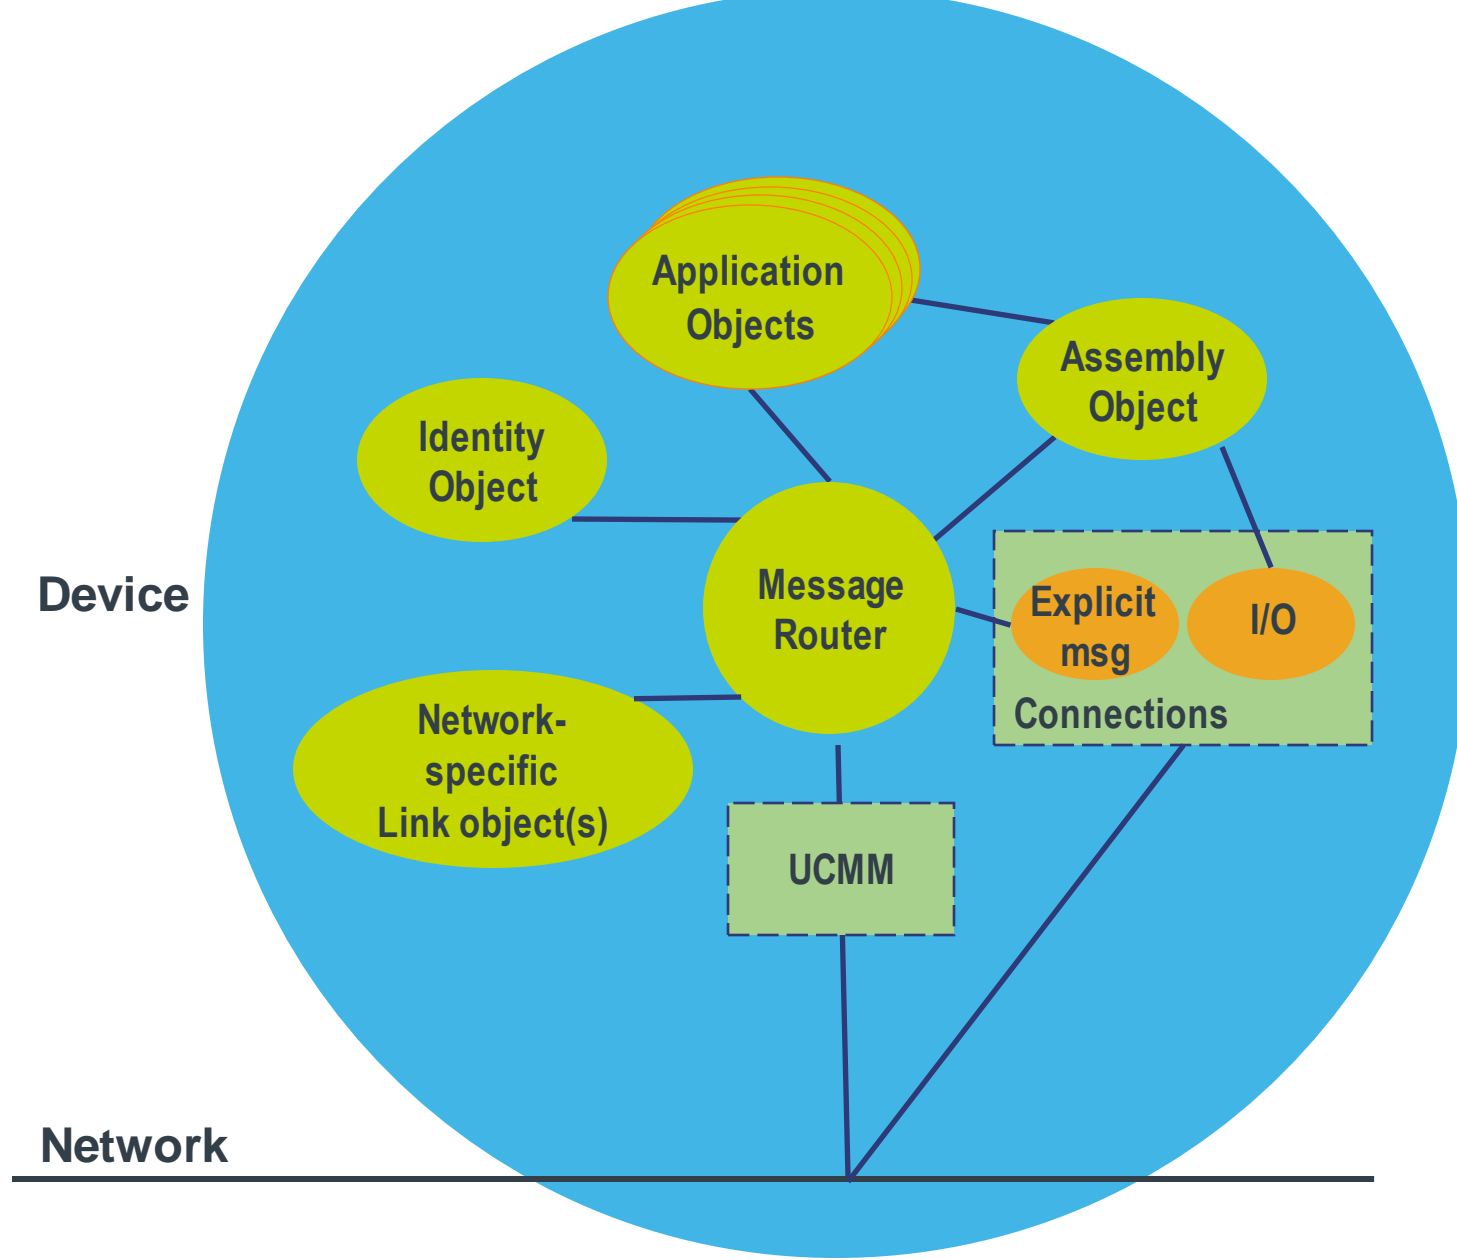 Application
Objects
Assembly
Object
Identity
Object
Message
Router
Explicit
msg
I/O
Connections
Device
Network-
specific
Link object(s)
UCMM
Network